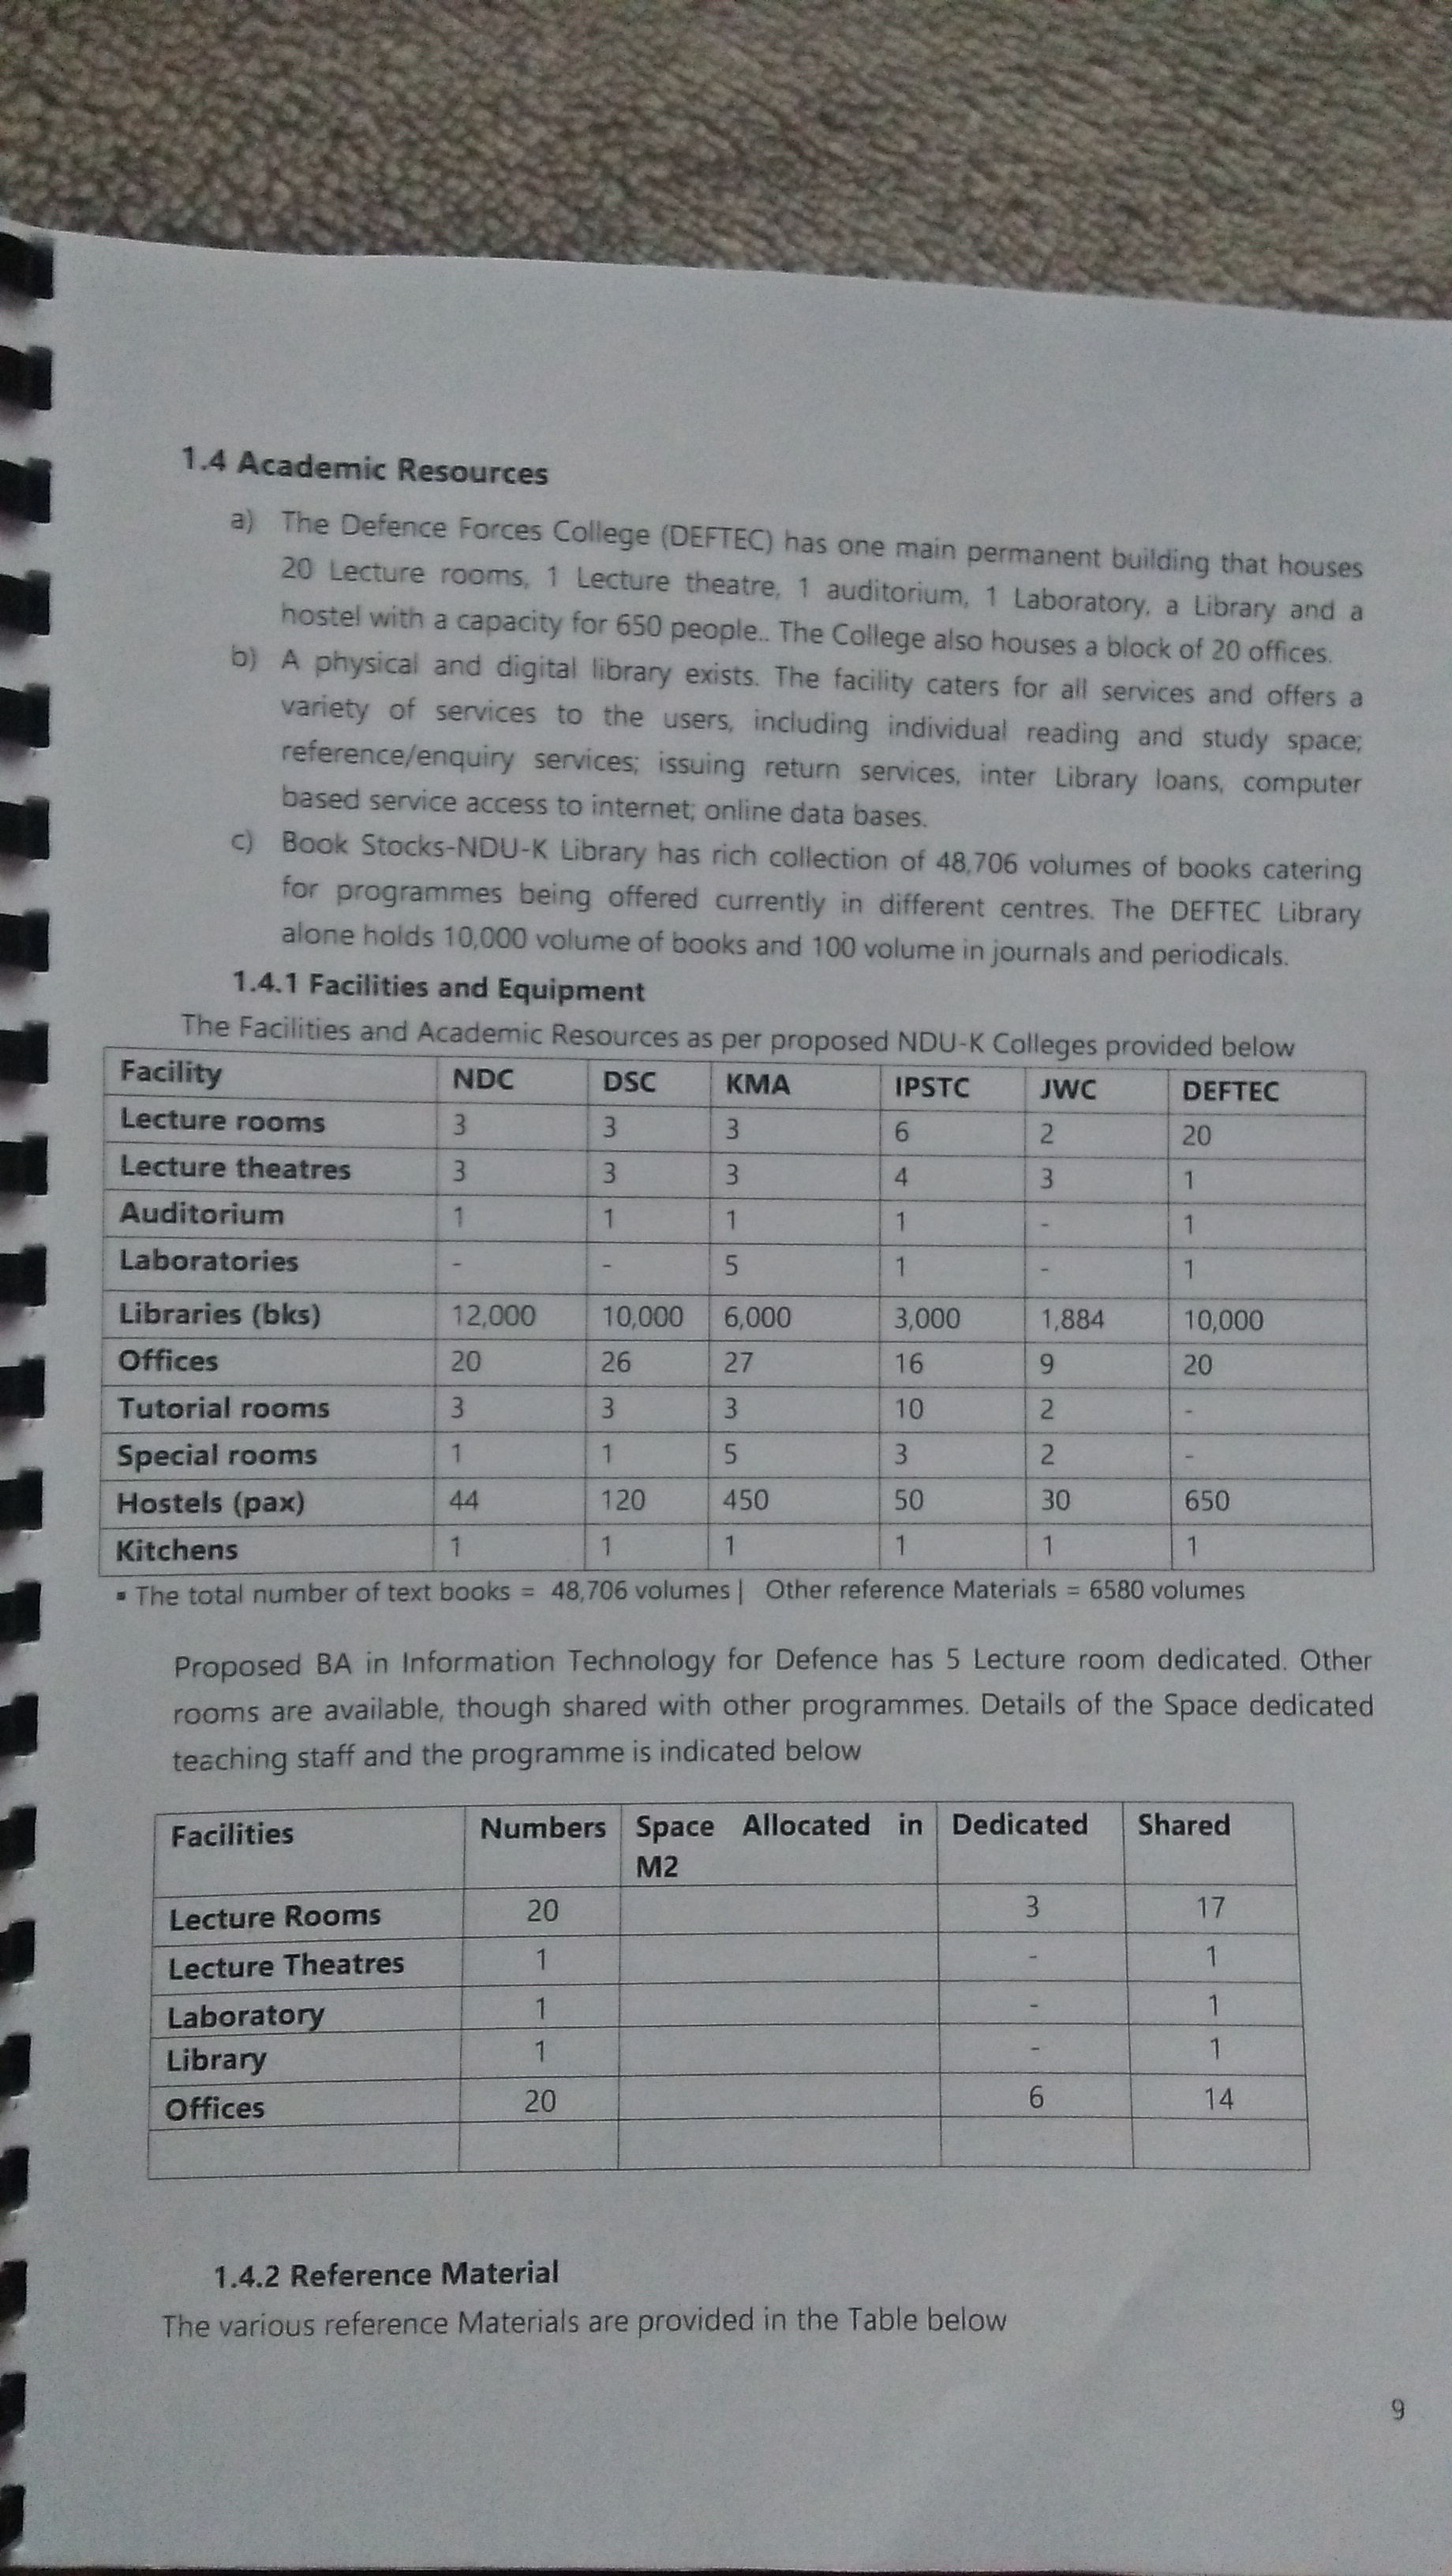 1.4 Academic Resources
a) The Defence Forces College (DEFTEC) has one main permanent building that houses
20 Lecture rooms, 1 Lecture theatre, 1 auditorium, 1 Laboratory, a Library and a
hostel with a capacity for 650 people.. The College also houses a block of 20 offices.
b) A physical and digital library exists. The facility caters for all services and offers a
variety of services to the users, including individual reading and study space;
reference/enquiry services; issuing return services, inter Library loans, computer
based service access to internet; online data bases.
c) Book Stocks-NDU-K Library has rich collection of 48,706 volumes of books catering
for programmes being offered currently in different centres. The DEFTEC Library
alone holds 10,000 volume of books and 100 volume in journals and periodicals.
1.4.1 Facilities and Equipment
The Facilities and Academic Resources as per proposed NDU-K Colleges provided below
Facility NDC DSC KMA IPSTC JWC DEFTEC
Lecture rooms 3 3 3 6 2 20
Lecture theatres 3 3 3 4 3 1
Auditorium 1 1 1 1 - 1
Laboratories - - 5 1 - 1
Libraries (bks) 12,000 10,000 6,000 3,000 1,884 10,000
Offices 20 26 27 16 9 20
Tutorial rooms 3 3 3 10 2 -
Special rooms 1 1 5 3 2 -
Hostels (pax) 44 120 450 50 30 650
Kitchens 1 1 1 1 1 1
▪ The total number of text books = 48,706 volumes | Other reference Materials = 6580 volumes
Proposed BA in Information Technology for Defence has 5 Lecture room dedicated. Other
rooms are available, though shared with other programmes. Details of the Space dedicated
teaching staff and the programme is indicated below
Facilities Numbers Space Allocated in Dedicated Shared
M2
Lecture Rooms 20 3 17
Lecture Theatres 1 - 1
Laboratory 1 - 1
Library 1 - 1
Offices 20 6 14
1.4.2 Reference Material
The various reference Materials are provided in the Table below
9